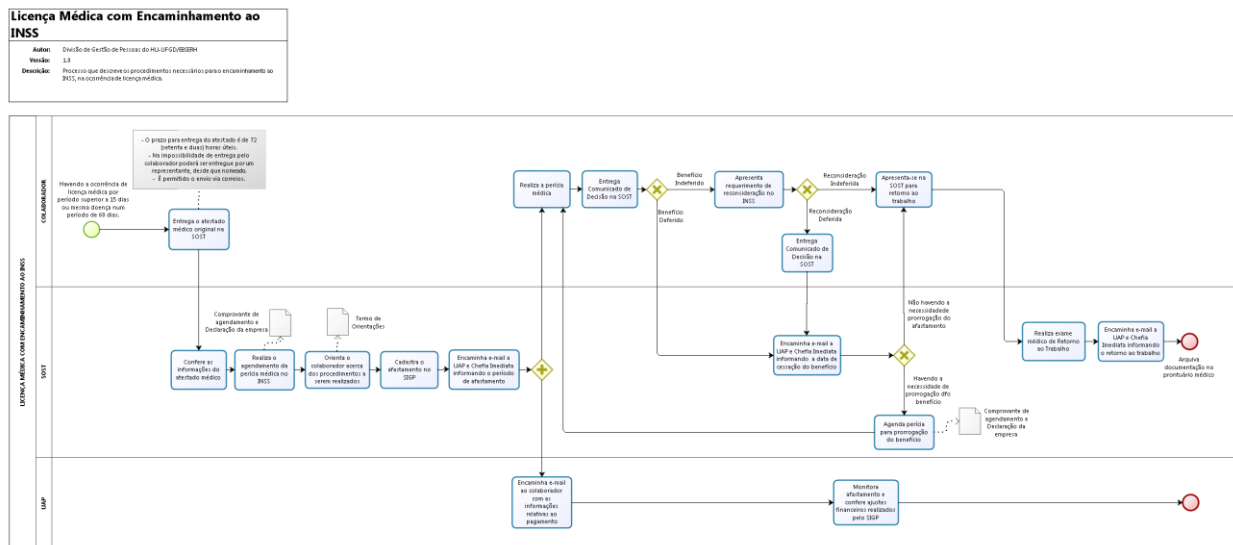 Licença Médica com Encaminhamento ao
INSS
Autor: Divisão de Gestão de Pessoas do HU-UFGD/EBSERH
Versão: 1.0
Descrição: Processo que descreve os procedimentos necessários para o encaminhamento ao
INSS, na ocorrência de licença médica.
LICENÇA MÉDICA COM ENCAMINHAMENTO AO INSS
COLABORADOR
Havendo a ocorrência de
licença médica por
período superior a 15 dias
ou mesma doença num
período de 60 dias.
- O prazo para entrega do atestado é de 72
(setenta e duas) horas úteis.
- Na impossibilidade de entrega pelo
colaborador poderá ser entregue por um
representante, desde que nomeado.
- É permitido o envio via correios.
Entrega o atestado
médico original na
SOST
Realiza a perícia
médica
Entrega
Comunicado de
Decisão na SOST
Benefício
Indeferido
Benefício
Deferido
Apresenta
requerimento de
reconsideração no
INSS
Reconsideração
Indeferida
Reconsideração
Deferida
Apresenta-se na
SOST para
retorno ao
trabalho
Entrega
Comunicado de
Decisão na
SOST
SOST
Comprovante de
agendamento e
Declaração da empresa
Termo de
Orientações
Confere as
informações do
atestado médico
Realiza o
agendamento da
perícia médica no
INSS
Orienta o
colaborador acerca
dos procedimentos a
serem realizados
Cadastra o
afastamento no
SIGP
Encaminha e-mail a
UAP e Chefia Imediata
informando o período
de afastamento
Encaminha e-mail a
UAP e Chefia Imediata
informando a data de
cessação do benefício
Não havendo a
necessidade de
prorrogação do
afastamento
Havendo a
necessidade de
prorrogação dfo
benefício
Agenda perícia
para prorrogação
do benefício
Comprovante de
agendamento e
Declaração da
empresa
Realiza exame
médico de Retorno
ao Trabalho
Encaminha e-mail a
UAP e Chefia
Imediata informando
o retorno ao trabalho
Arquiva
documentação no
prontuário médico
UAP
Encaminha e-mail
ao colaborador
com as
informações
relativas ao
pagamento
Monitora
afastamento e
confere ajustes
financeiros realizados
pelo SIGP